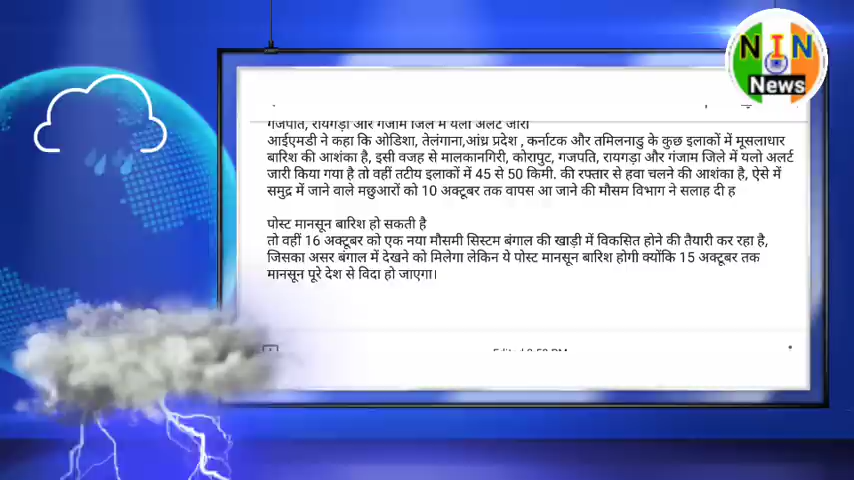 NIN
News
गजपति, रायगड़ा और गंजाम जिले में यलो अलर्ट जारी
आईएमडी ने कहा कि ओडिशा, तेलंगाना,आंध्र प्रदेश , कर्नाटक और तमिलनाडु के कुछ इलाकों में मूसलाधार
बारिश की आशंका है, इसी वजह से मालकानगिरी, कोरापुट, गजपति, रायगड़ा और गंजाम जिले में यलो अलर्ट
जारी किया गया है तो वहीं तटीय इलाकों में 45 से 50 किमी. की रफ्तार से हवा चलने की आशंका है, ऐसे में
समुद्र में जाने वाले मछुआरों को 10 अक्टूबर तक वापस आ जाने की मौसम विभाग ने सलाह दी ह
पोस्ट मानसून बारिश हो सकती है
तो वहीं 16 अक्टूबर को एक नया मौसमी सिस्टम बंगाल की खाड़ी में विकसित होने की तैयारी कर रहा है,
जिसका असर बंगाल में देखने को मिलेगा लेकिन ये पोस्ट मानसून बारिश होगी क्योंकि 15 अक्टूबर तक
मानसून पूरे देश से विदा हो जाएगा।